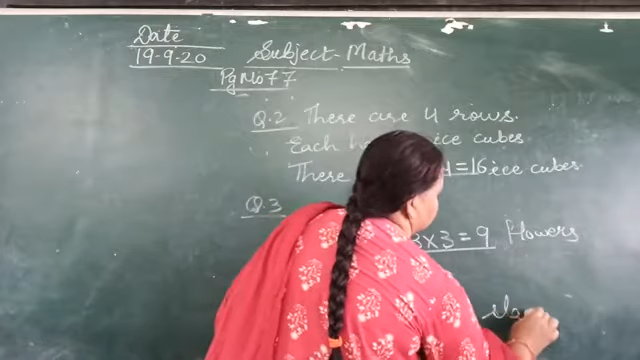 Date
19-9-20 Subject- Maths
Pg No 77
Q.2 There are 4 rows.
Each ice cubes.
There 4=16 ice cubes.
Q.3
3×3=9 flowers